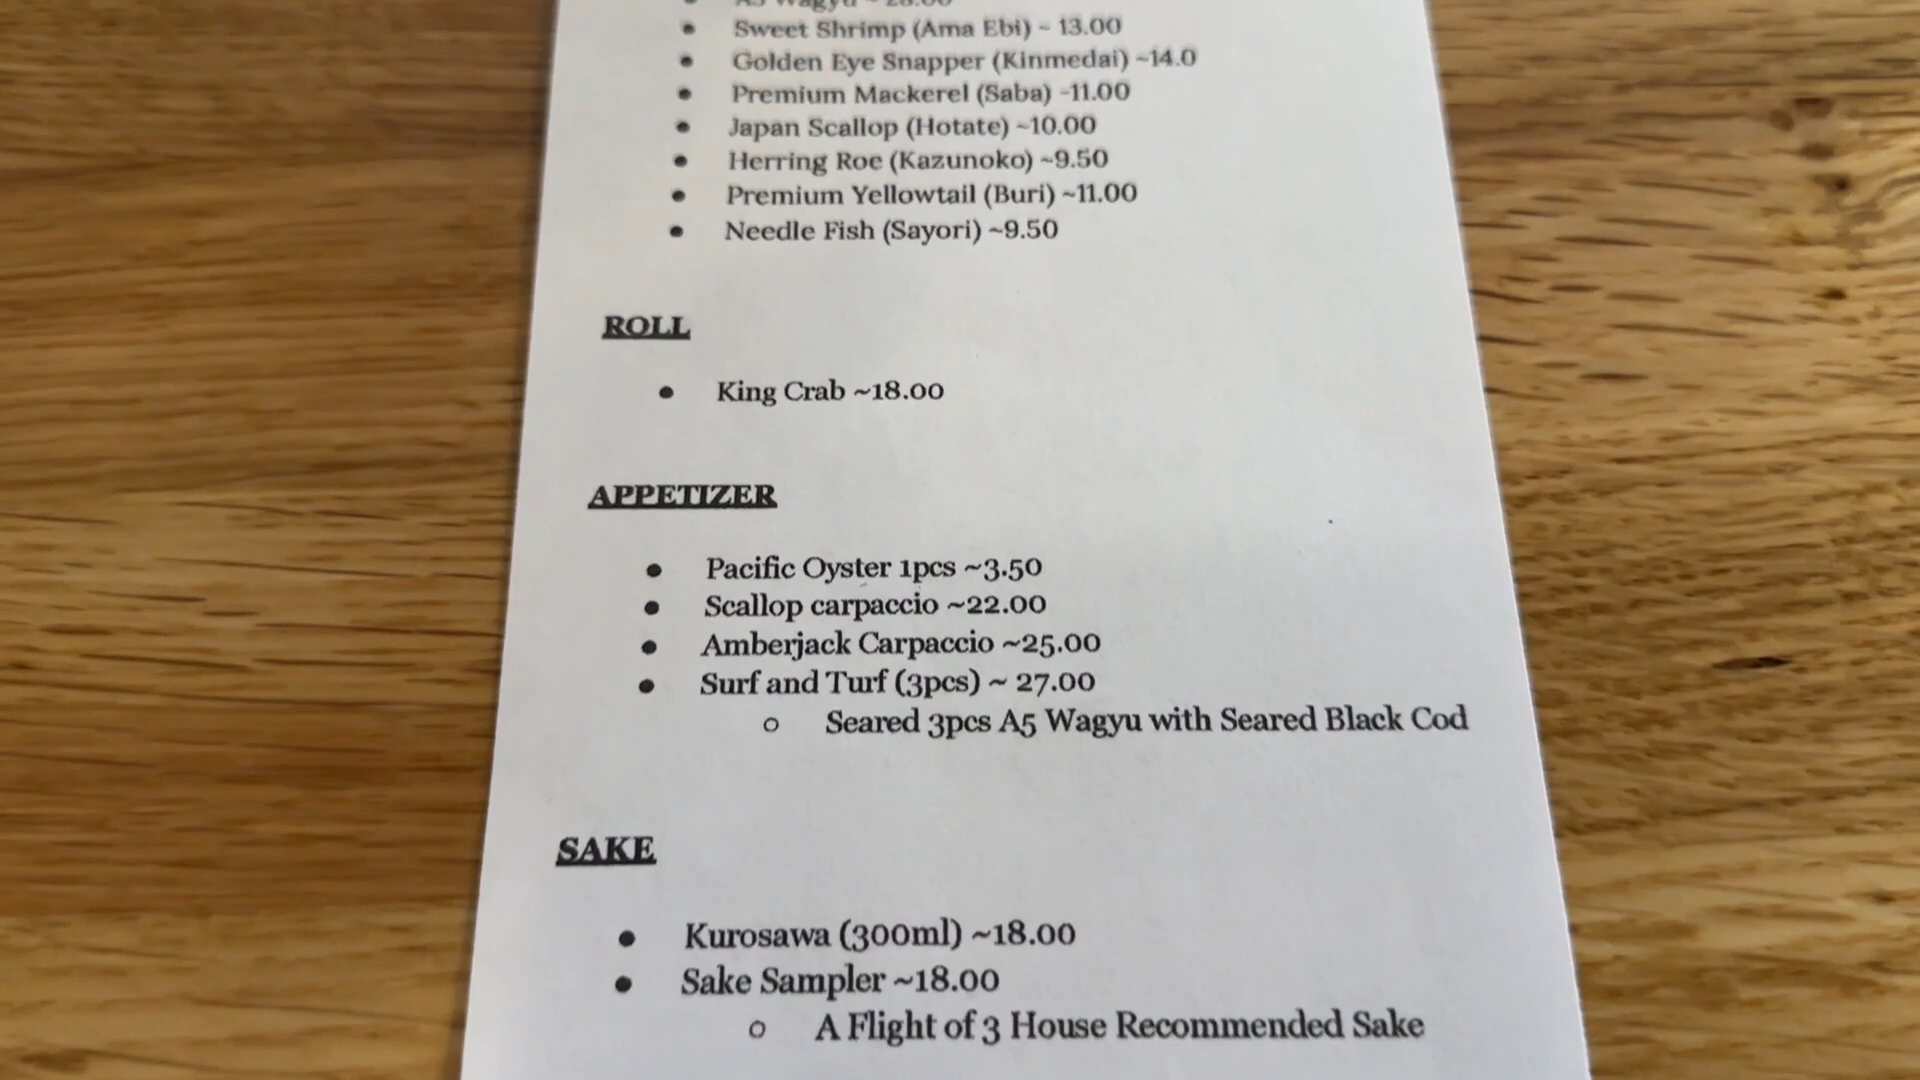 A5 Wagyu ~ 28.00
Sweet Shrimp (Ama Ebi) ~ 13.00
Golden Eye Snapper (Kinmedai) ~14.0
Premium Mackerel (Saba) ~11.00
Japan Scallop (Hotate) ~10.00
Herring Roe (Kazunoko) ~9.50
Premium Yellowtail (Buri) ~11.00
Needle Fish (Sayori) ~9.50
ROLL
King Crab ~18.00
APPETIZER
Pacific Oyster 1pcs ~3.50
Scallop carpaccio ~22.00
Amberjack Carpaccio ~25.00
Surf and Turf (3pcs) ~ 27.00
Seared 3pcs A5 Wagyu with Seared Black Cod
SAKE
Kurosawa (300ml) ~18.00
Sake Sampler ~18.00
A Flight of 3 House Recommended Sake